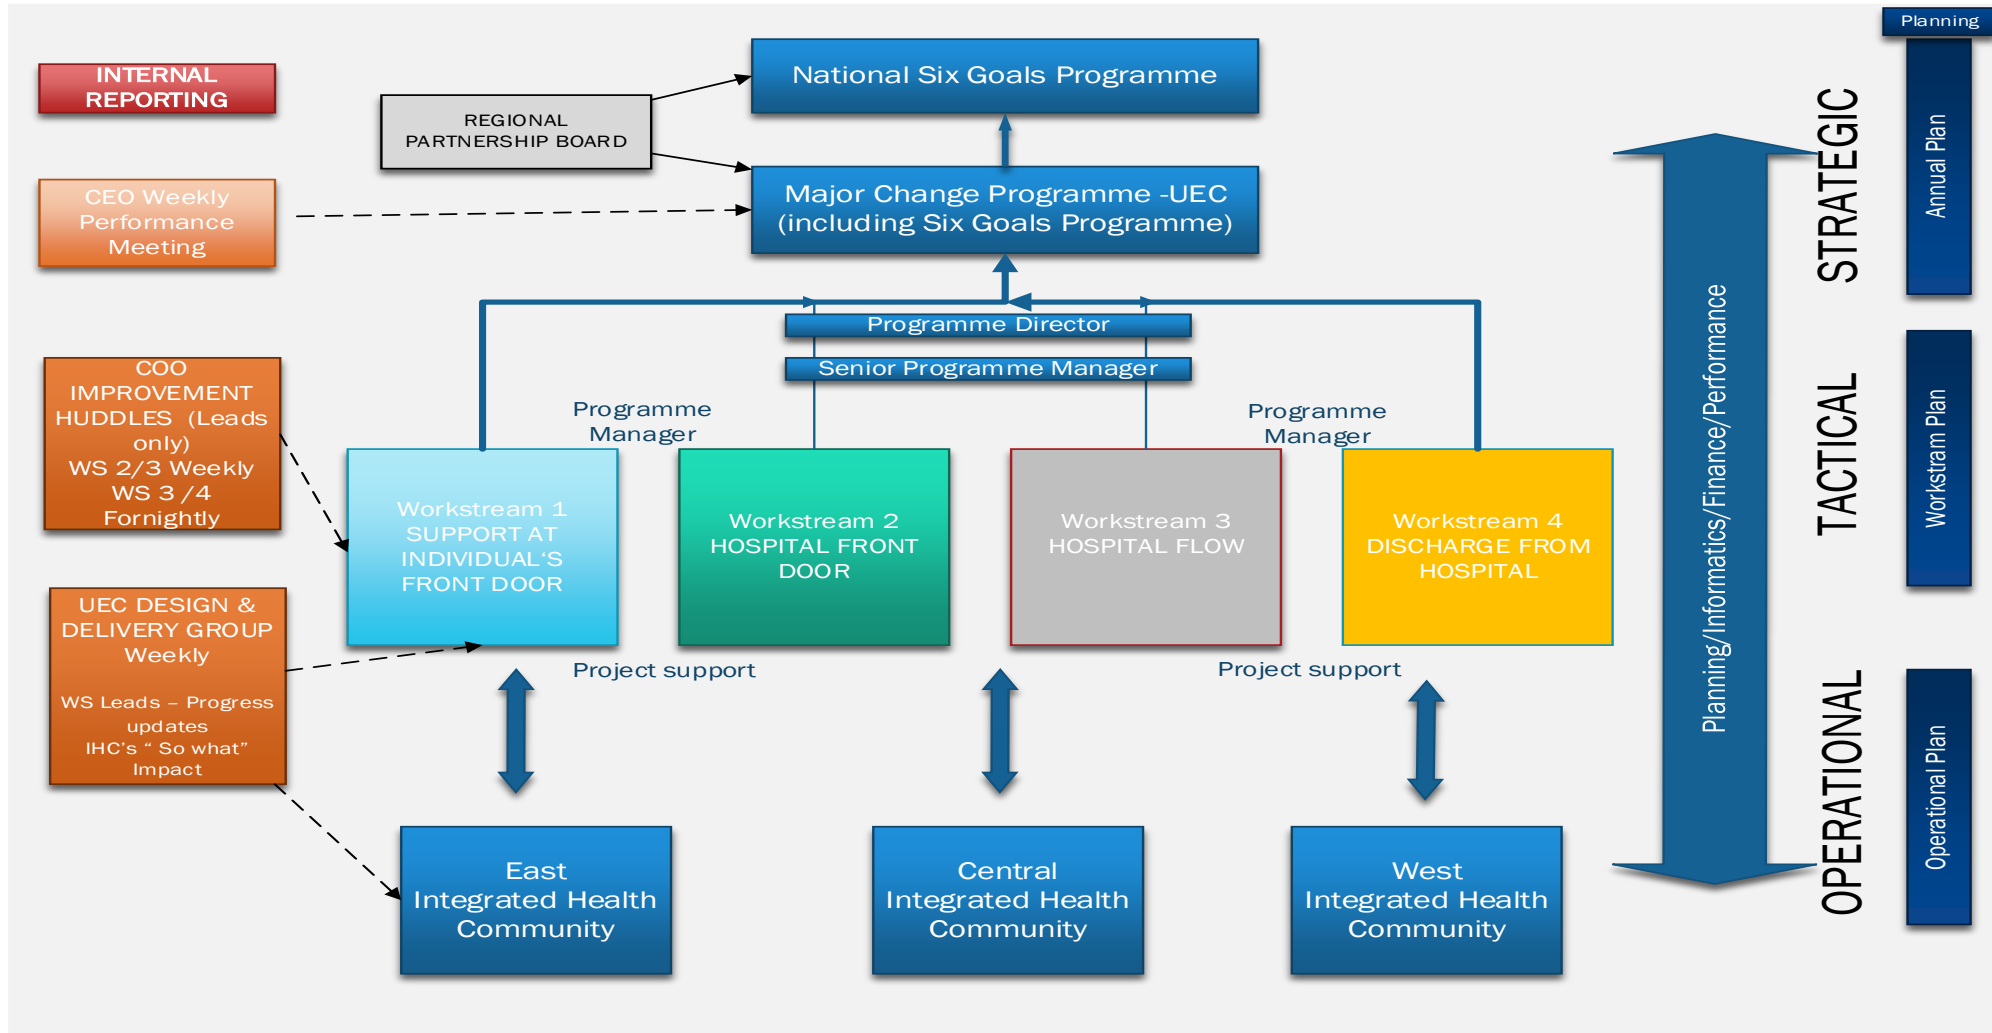 Planning
INTERNAL
REPORTING
National Six Goals Programme
REGIONAL
PARTNERSHIP BOARD
CEO Weekly
Performance
Meeting
Major Change Programme -UEC
(including Six Goals Programme)
STRATEGIC
Annual Plan
Programme Director
Senior Programme Manager
COO
IMPROVEMENT
HUDDLES (Leads
only)
WS 2/3 Weekly
WS 3 /4
Fornightly
Programme
Manager
Programme
Manager
Workstream 1
SUPPORT AT
INDIVIDUAL‘S
FRONT DOOR
Workstream 2
HOSPITAL FRONT
DOOR
Workstream 3
HOSPITAL FLOW
Workstream 4
DISCHARGE FROM
HOSPITAL
Planning/Informatics/Finance/Performance
TACTICAL
Workstram Plan
UEC DESIGN &
DELIVERY GROUP
Weekly
WS Leads – Progress
updates
IHC’s “ So what”
Impact
Project support
Project support
East
Integrated Health
Community
Central
Integrated Health
Community
West
Integrated Health
Community
OPERATIONAL
Operational Plan